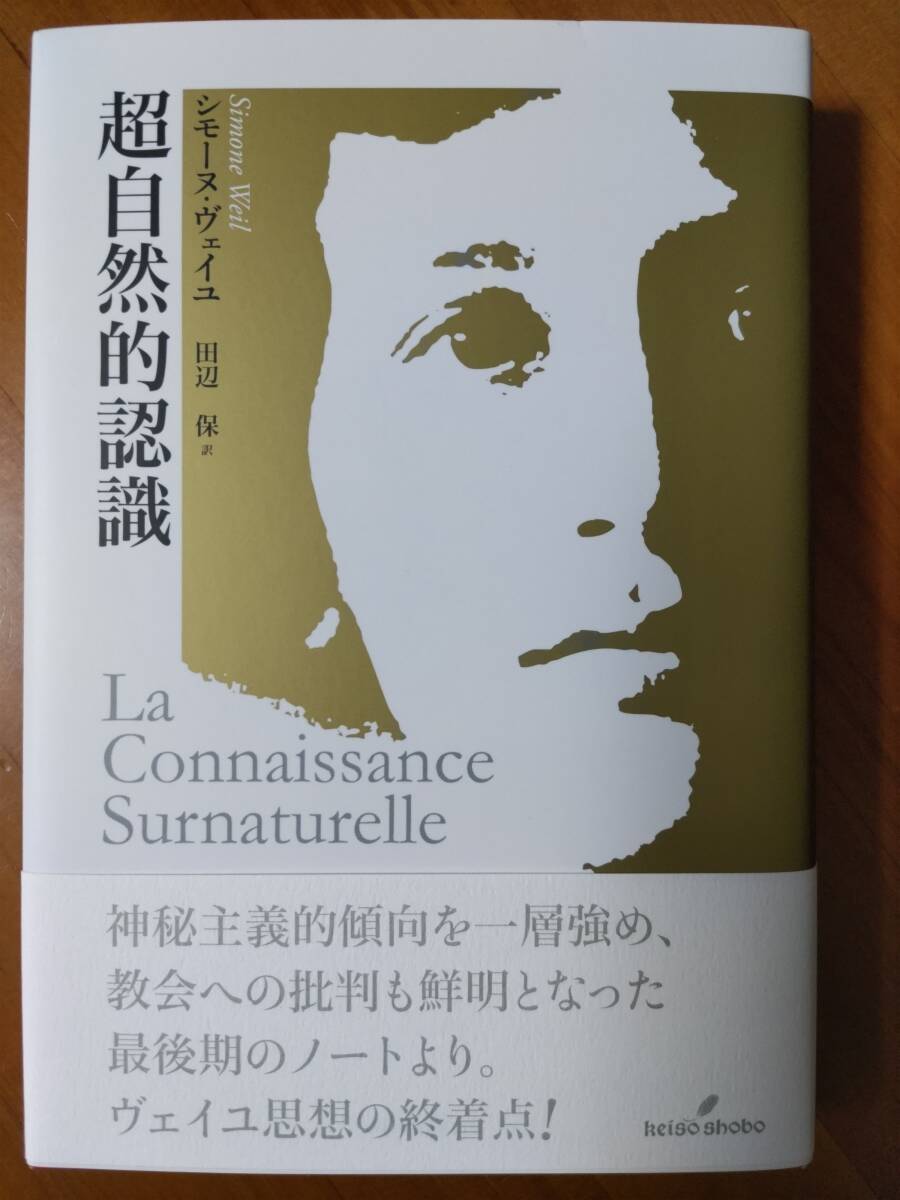 超自然的認識
Simone Weil
シモーヌ・ヴェイユ
田辺 保 訳
La
Connaissance
Surnaturelle
神秘主義的傾向を一層強め、
教会への批判も鮮明となった
最後期のノートより。
ヴェイユ思想の終着点！
keiso shobo